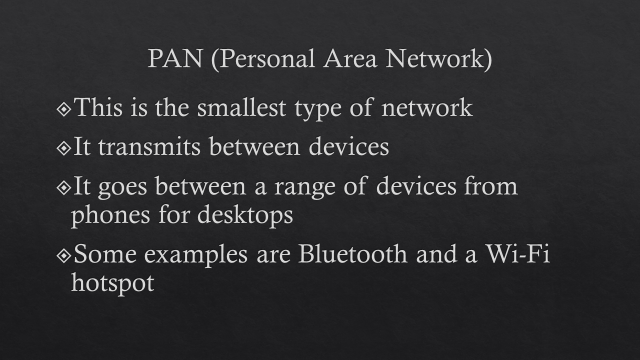 PAN (Personal Area Network)
This is the smallest type of network
It transmits between devices
It goes between a range of devices from
phones for desktops
Some examples are Bluetooth and a Wi-Fi
hotspot